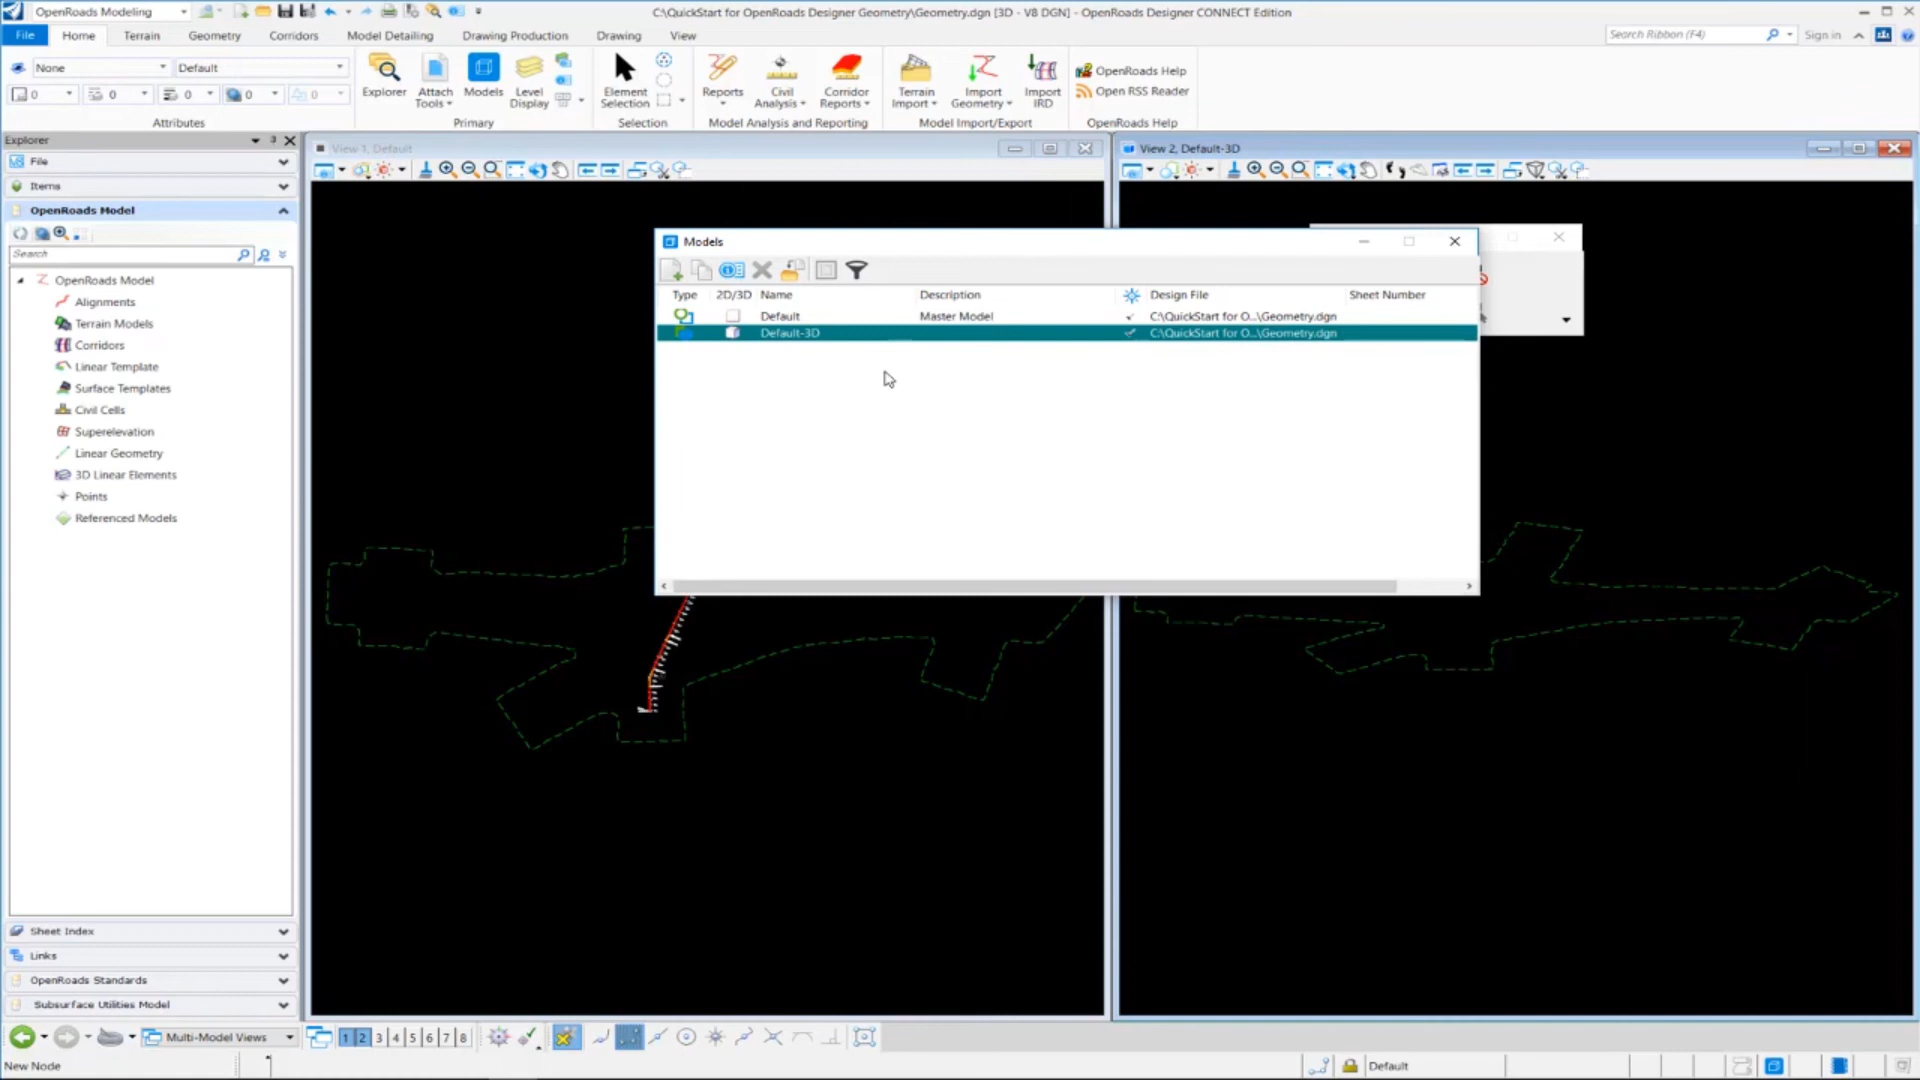 OpenRoads Modeling
C:\QuickStart for OpenRoads Designer Geometry\Geometry.dgn [3D - V8 DGN] - OpenRoads Designer CONNECT Edition
File Home Terrain Geometry Corridors Model Detailing Drawing Production Drawing View
Search Ribbon (F4) Sign in
None Default
0 0 0 0 0
Attributes
Explorer
Attach Tools
Models
Level Display
Primary
Element Selection
Selection
Reports
Civil Analysis
Corridor Reports
Model Analysis and Reporting
Terrain Import
Import Geometry
Import IRD
Model Import/Export
OpenRoads Help
Open RSS Reader
OpenRoads Help
Explorer
File
Items
OpenRoads Model
Search
OpenRoads Model
Alignments
Terrain Models
Corridors
Linear Template
Surface Templates
Civil Cells
Superelevation
Linear Geometry
3D Linear Elements
Points
Referenced Models
Sheet Index
Links
OpenRoads Standards
Subsurface Utilities Model
View 1, Default
View 2, Default-3D
Models
Type 2D/3D Name Description Design File Sheet Number
Default Master Model C:\QuickStart for O...\Geometry.dgn
Default-3D C:\QuickStart for O...\Geometry.dgn
Multi-Model Views 1 2 3 4 5 6 7 8
New Node
Default